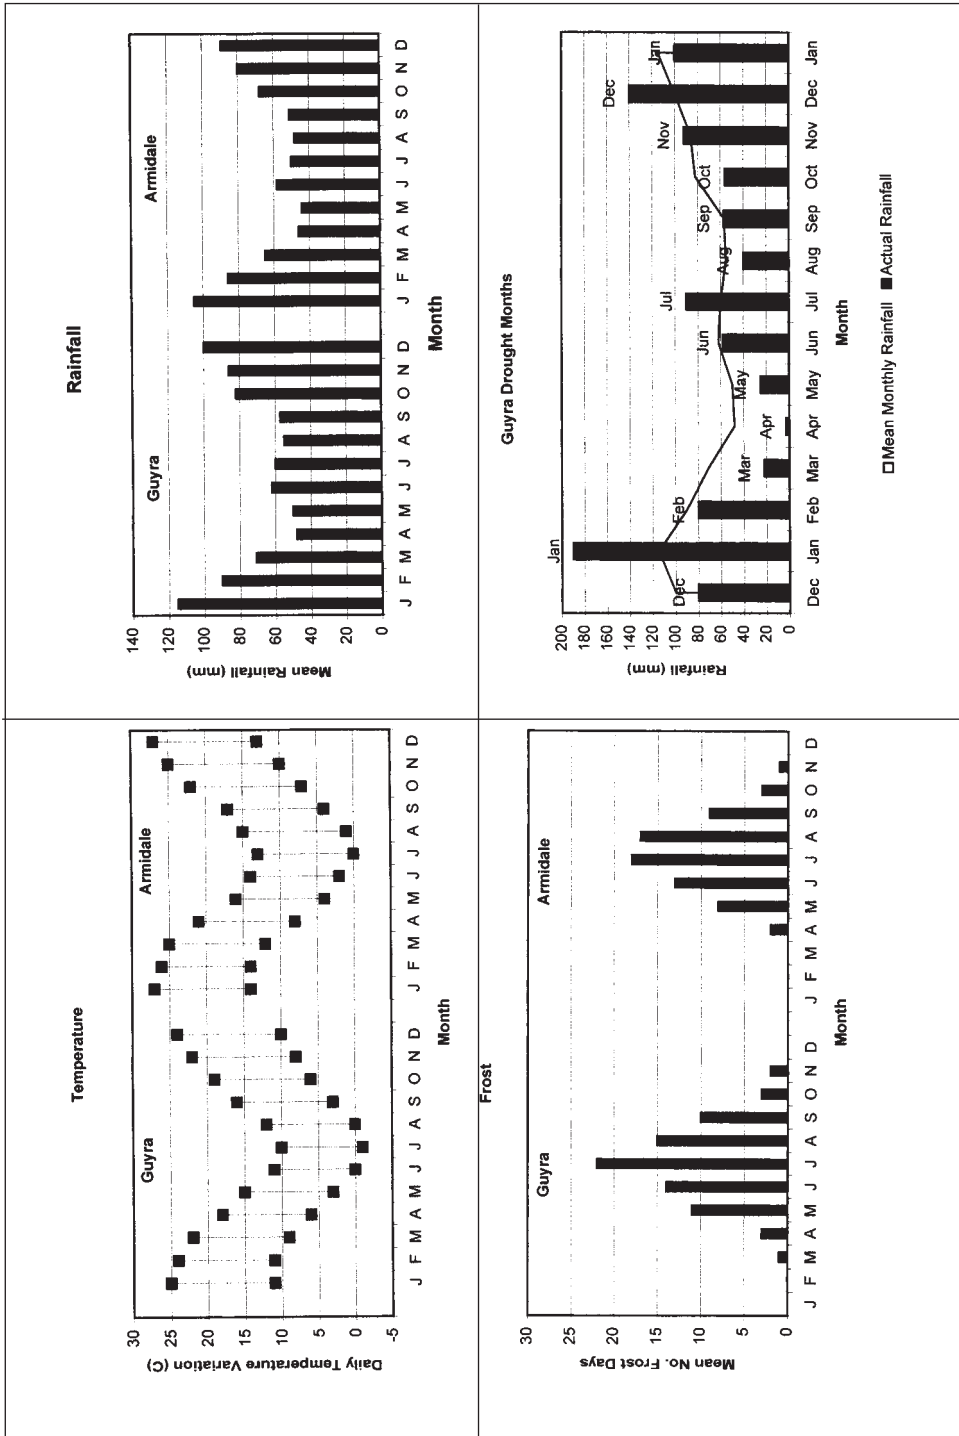 Temperature
Guyra
Armidale
Daily Temperature Variation (C)
30
25
20
15
10
5
0
-5
J F M A M J J A S O N D J F M A M J J A S O N D
Month
Rainfall
Guyra
Armidale
Mean Rainfall (mm)
140
120
100
80
60
40
20
0
J F M A M J J A S O N D J F M A M J J A S O N D
Month
Frost
Guyra
Armidale
Mean No. Frost Days
30
25
20
15
10
5
0
J F M A M J J A S O N D J F M A M J J A S O N D
Month
Guyra Drought Months
Rainfall (mm)
200
180
160
140
120
100
80
60
40
20
0
Dec Jan Feb Mar Apr May Jun Jul Aug Sep Oct Nov Dec Jan
Dec Jan Feb Mar Apr May Jun Jul Aug Sep Oct Nov Dec Jan
Month
Mean Monthly Rainfall Actual Rainfall